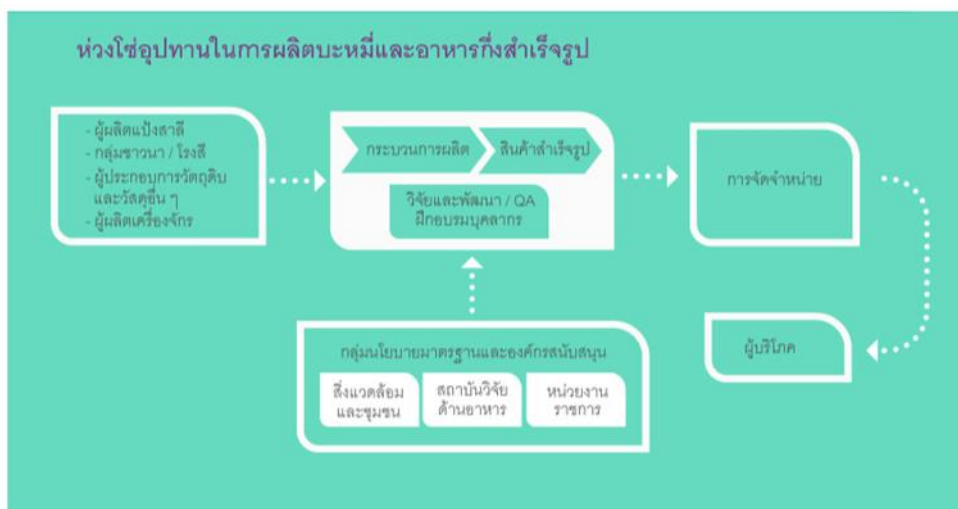 ห่วงโซ่อุปทานในการผลิตบะหมี่และอาหารกึ่งสำเร็จรูป
- ผู้ผลิตแป้งสาลี
- กลุ่มชาวนา / โรงสี
- ผู้ประกอบการวัตถุดิบ
และวัสดุอื่น ๆ
- ผู้ผลิตเครื่องจักร
กระบวนการผลิต
สินค้าสำเร็จรูป
วิจัยและพัฒนา / QA
ฝึกอบรมบุคลากร
การจัดจำหน่าย
ผู้บริโภค
กลุ่มนโยบายมาตรฐานและองค์กรสนับสนุน
สิ่งแวดล้อม
และชุมชน
สถาบันวิจัย
ด้านอาหาร
หน่วยงาน
ราชการ